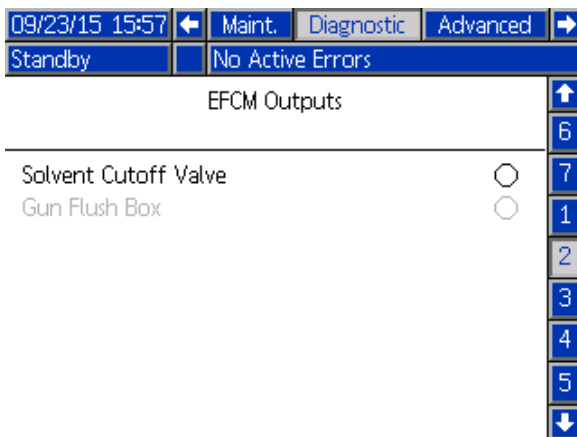 09/23/15 15:57 Maint. Diagnostic Advanced
Standby No Active Errors
EFCM Outputs
6
Solvent Cutoff Valve
7
Gun Flush Box
1
2
3
4
5